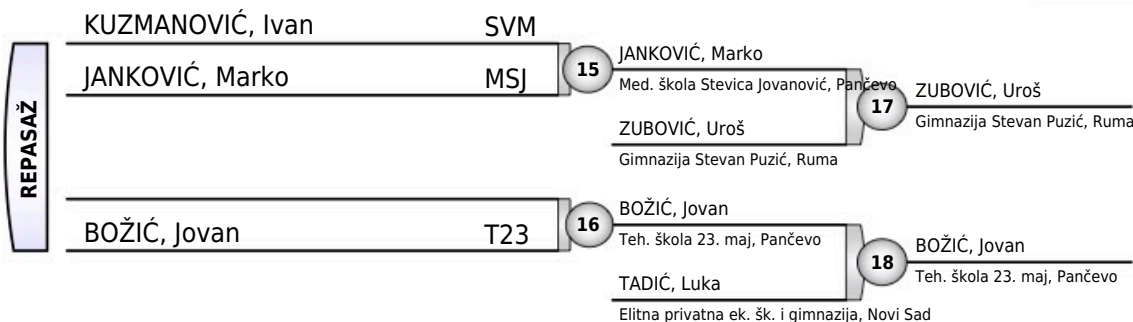 REPASAŽ
KUZMANOVIĆ, Ivan SVM
JANKOVIĆ, Marko MSJ
15
JANKOVIĆ, Marko
Med. škola Stevica Jovanović, Pančevo
ZUBOVIĆ, Uroš
Gimnazija Stevan Puzić, Ruma
17
ZUBOVIĆ, Uroš
Gimnazija Stevan Puzić, Ruma
BOŽIĆ, Jovan T23
16
BOŽIĆ, Jovan
Teh. škola 23. maj, Pančevo
TADIĆ, Luka
Elitna privatna ek. šk. i gimnazija, Novi Sad
18
BOŽIĆ, Jovan
Teh. škola 23. maj, Pančevo